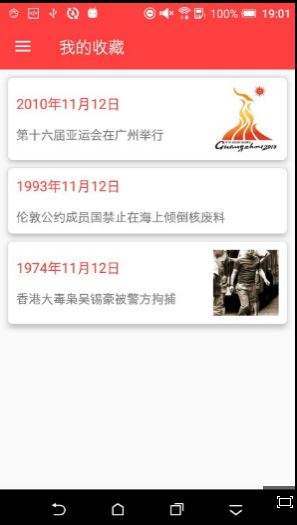 100% 19:01
我的收藏
2010年11月12日
第十六届亚运会在广州举行
Guangzhou2010
1993年11月12日
伦敦公约成员国禁止在海上倾倒核废料
1974年11月12日
香港大毒枭吴锡豪被警方拘捕